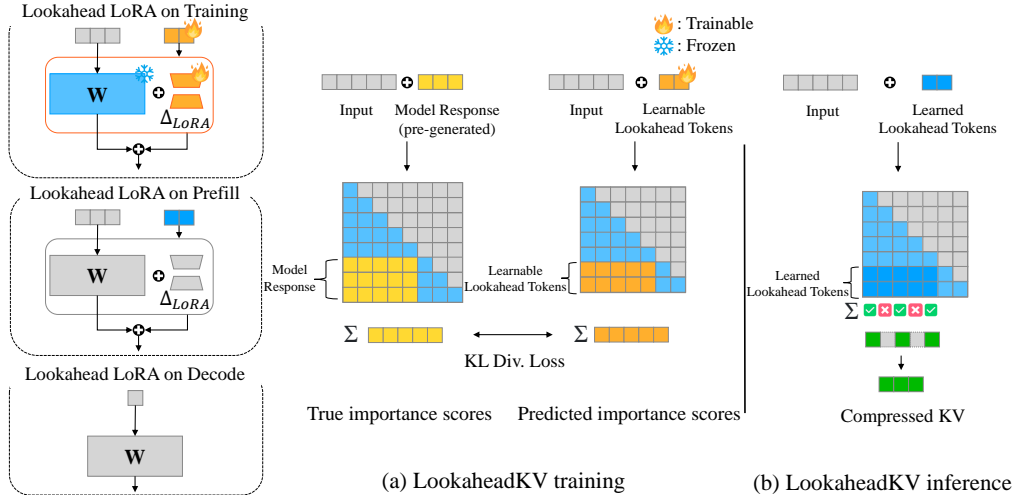 Lookahead LoRA on Training
W
Δ_LoRA
Lookahead LoRA on Prefill
W
Δ_LoRA
Lookahead LoRA on Decode
W
: Trainable
: Frozen
Input
Model Response
(pre-generated)
Input
Learnable
Lookahead Tokens
Model
Response
Learnable
Lookahead Tokens
Σ
Σ
KL Div. Loss
True importance scores
Predicted importance scores
(a) LookaheadKV training
Input
Learned
Lookahead Tokens
Learned
Lookahead Tokens
Σ
Compressed KV
(b) LookaheadKV inference